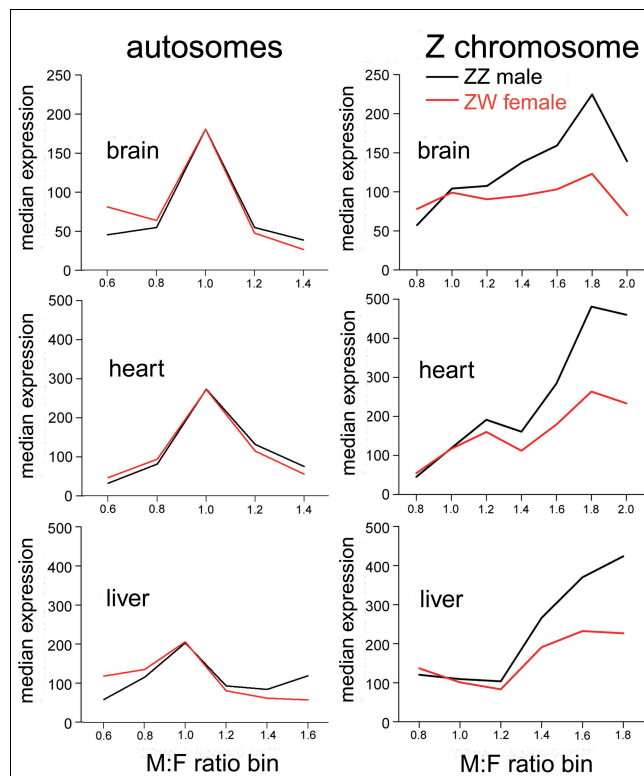 autosomes
Z chromosome
ZZ male
ZW female
median expression
250
200
150
100
50
0
brain
0.6 0.8 1.0 1.2 1.4
median expression
250
200
150
100
50
0
brain
0.8 1.0 1.2 1.4 1.6 1.8 2.0
median expression
500
400
300
200
100
0
heart
0.6 0.8 1.0 1.2 1.4
median expression
500
400
300
200
100
0
heart
0.8 1.0 1.2 1.4 1.6 1.8 2.0
median expression
500
400
300
200
100
0
liver
0.6 0.8 1.0 1.2 1.4 1.6
M:F ratio bin
median expression
500
400
300
200
100
0
liver
0.8 1.0 1.2 1.4 1.6 1.8
M:F ratio bin